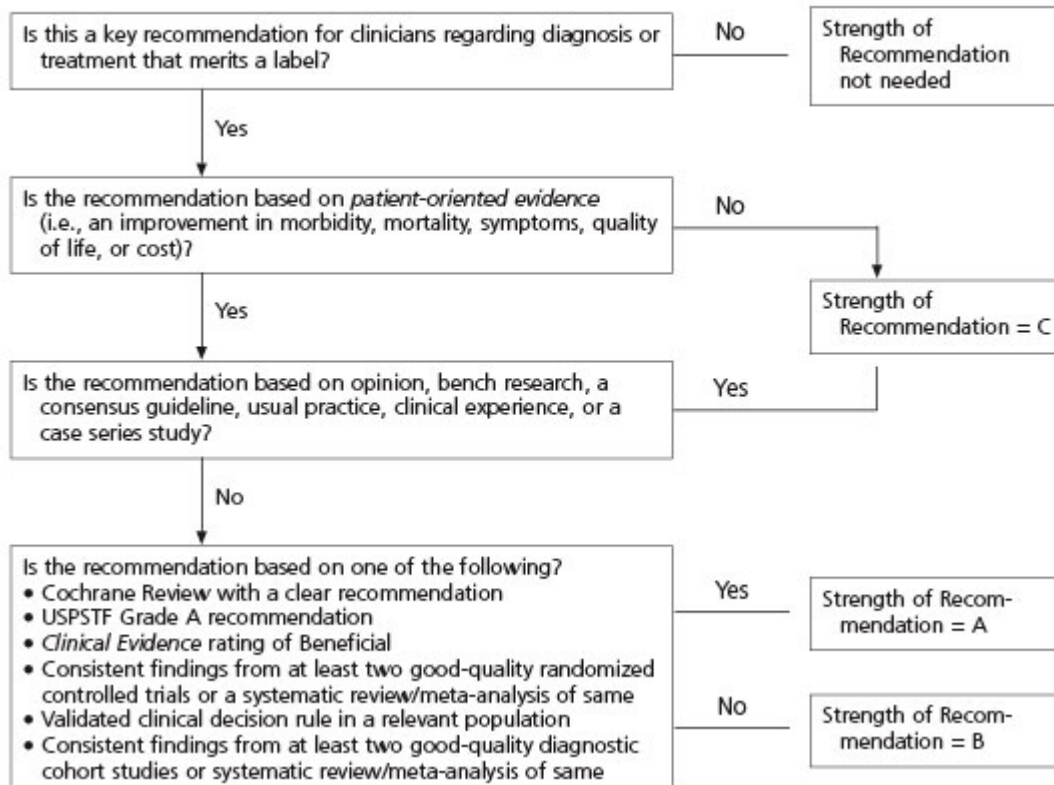 Is this a key recommendation for clinicians regarding diagnosis or
treatment that merits a label?
No
Strength of
Recommendation
not needed
Yes
Is the recommendation based on patient-oriented evidence
(i.e., an improvement in morbidity, mortality, symptoms, quality
of life, or cost)?
No
Yes
Strength of
Recommendation = C
Is the recommendation based on opinion, bench research, a
consensus guideline, usual practice, clinical experience, or a
case series study?
Yes
No
Is the recommendation based on one of the following?
• Cochrane Review with a clear recommendation
• USPSTF Grade A recommendation
• Clinical Evidence rating of Beneficial
• Consistent findings from at least two good-quality randomized
controlled trials or a systematic review/meta-analysis of same
• Validated clinical decision rule in a relevant population
• Consistent findings from at least two good-quality diagnostic
cohort studies or systematic review/meta-analysis of same
Yes
Strength of Recom-
mendation = A
No
Strength of Recom-
mendation = B